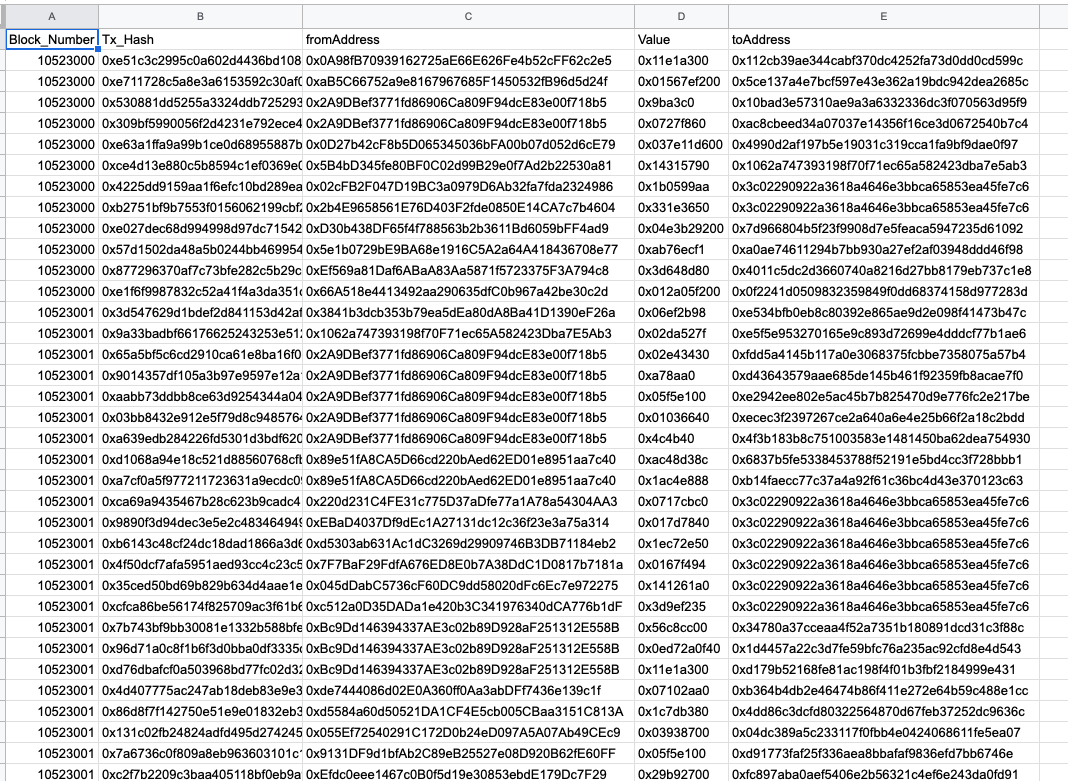 A B C D E
Block_Number Tx_Hash fromAddress Value toAddress
10523000 0xe51c3c2995c0a602d4436bd108 0x0A98fB70939162725aE66E626Fe4b52cFF62c2e5 0x11e1a300 0x112cb39ae344cabf370dc4252fa73d0dd0cd599c
10523000 0xe711728c5a8e3a6153592c30af0 0xaB5C66752a9e8167967685F1450532fB96d5d24f 0x01567ef200 0x5ce137a4e7bcf597e43e362a19bdc942dea2685c
10523000 0x530881dd5255a3324ddb725293 0x2A9DBef3771fd86906Ca809F94dcE83e00f718b5 0x9ba3c0 0x10bad3e57310ae9a3a6332336dc3f070563d95f9
10523000 0x309bf5990056f2d4231e792ece4 0x2A9DBef3771fd86906Ca809F94dcE83e00f718b5 0x0727f860 0xac8cbeed34a07037e14356f16ce3d0672540b7c4
10523000 0xe63a1ffa9a99b1ce0d68955887b 0x0D27b42cF8b5D065345036bFA00b07d052d6cE79 0x037e11d600 0x4990d2af197b5e19031c319cca1fa9bf9dae0f97
10523000 0xce4d13e880c5b8594c1ef0369e0 0x5B4bD345fe80BF0C02d99B29e0f7Ad2b22530a81 0x14315790 0x1062a747393198f70f71ec65a582423dba7e5ab3
10523000 0x4225dd9159aa1f6efc10bd289ea 0x02cFB2F047D19BC3a0979D6Ab32fa7fda2324986 0x1b0599aa 0x3c02290922a3618a4646e3bbca65853ea45fe7c6
10523000 0xb2751bf9b7553f0156062199cbf 0x2b4E9658561E76D403F2fde0850E14CA7c7b4604 0x331e3650 0x3c02290922a3618a4646e3bbca65853ea45fe7c6
10523000 0xe027dec68d994998d97dc71542 0xD30b438DF65f4f788563b2b3611Bd6059bFF4ad9 0x04e3b29200 0x7d966804b5f23f9908d7e5feaca5947235d61092
10523000 0x57d1502da48a5b0244bb469954 0x5e1b0729bE9BA68e1916C5A2a64A418436708e77 0xab76ecf1 0xa0ae74611294b7bb930a27ef2af03948ddd46f98
10523000 0x877296370af7c73bfe282c5b29c 0xEf569a81Daf6ABaA83Aa5871f5723375F3A794c8 0x3d648d80 0x4011c5dc2d3660740a8216d27bb8179eb737c1e8
10523000 0xe1f6f9987832c52a41f4a3da351 0x66A518e4413492aa290635dfC0b967a42be30c2d 0x012a05f200 0x0f2241d0509832359849f0dd68374158d977283d
10523001 0x3d547629d1bdef2d841153d42a 0x3841b3dcb353b79ea5dEa80dA8Ba41D1390eF26a 0x06ef2b98 0xe534bfb0eb8c80392e865ae9d2e098f41473b47c
10523001 0x9a33badbf66176625243253e51 0x1062a747393198f70F71ec65A582423Dba7E5Ab3 0x02da527f 0xe5f5e953270165e9c893d72699e4dddcf77b1ae6
10523001 0x65a5bf5c6cd2910ca61e8ba16f0 0x2A9DBef3771fd86906Ca809F94dcE83e00f718b5 0x02e43430 0xfdd5a4145b117a0e3068375fcbbe7358075a57b4
10523001 0x9014357df105a3b97e9597e12a 0x2A9DBef3771fd86906Ca809F94dcE83e00f718b5 0xa78aa0 0xd43643579aae685de145b461f92359fb8acae7f0
10523001 0xaabb73ddbb8ce63d9254344a04 0x2A9DBef3771fd86906Ca809F94dcE83e00f718b5 0x05f5e100 0xe2942ee802e5ac45b7b825470d9e776fc2e217be
10523001 0x03bb8432e912e5f79d8c948576 0x2A9DBef3771fd86906Ca809F94dcE83e00f718b5 0x01036640 0xecec3f2397267ce2a640a6e4e25b66f2a18c2bdd
10523001 0xa639edb284226fd5301d3bdf620 0x2A9DBef3771fd86906Ca809F94dcE83e00f718b5 0x4c4b40 0x4f3b183b8c751003583e1481450ba62dea754930
10523001 0xd1068a94e18c521d88560768cf 0x89e51fA8CA5D66cd220bAed62ED01e8951aa7c40 0xac48d38c 0x6837b5fe5338453788f52191e5bd4cc3f728bbb1
10523001 0xa7cf0a5f977211723631a9ecdc0 0x89e51fA8CA5D66cd220bAed62ED01e8951aa7c40 0x1ac4e888 0xb14faecc77c37a4a92f61c36bc4d43e370123c63
10523001 0xca69a9435467b28c623b9cadc4 0x220d231C4FE31c775D37aDfe77a1A78a54304AA3 0x0717cbc0 0x3c02290922a3618a4646e3bbca65853ea45fe7c6
10523001 0x9890f3d94dec3e5e2c483464949 0xEBaD4037Df9dEc1A27131dc12c36f23e3a75a314 0x017d7840 0x3c02290922a3618a4646e3bbca65853ea45fe7c6
10523001 0xb6143c48cf24dc18dad1866a3d6 0xd5303ab631Ac1dC3269d29909746B3DB71184eb2 0x1ec72e50 0x3c02290922a3618a4646e3bbca65853ea45fe7c6
10523001 0x4f50dcf7afa5951aed93cc4c23c5 0x7F7BaF29FdfA676ED8E0b7A38DdC1D0817b7181a 0x0167f494 0x3c02290922a3618a4646e3bbca65853ea45fe7c6
10523001 0x35ced50bd69b829b634d4aae1e 0x045dDabC5736cF60DC9dd58020dFc6Ec7e972275 0x141261a0 0x3c02290922a3618a4646e3bbca65853ea45fe7c6
10523001 0xcfca86be56174f825709ac3f61b6 0xc512a0D35DADa1e420b3C341976340dCA776b1dF 0x3d9ef235 0x3c02290922a3618a4646e3bbca65853ea45fe7c6
10523001 0x7b743bf9bb30081e1332b588bfe 0xBc9Dd146394337AE3c02b89D928aF251312E558B 0x56c8cc00 0x34780a37cceaa4f52a7351b180891dcd31c3f88c
10523001 0x96d71a0c8f1b6f3d0bba0df3335 0xBc9Dd146394337AE3c02b89D928aF251312E558B 0x0ed72a0f40 0x1d4457a22c3d7fe59bfc76a235ac92cfd8e4d543
10523001 0xd76dbafcf0a503968bd77fc02d3 0xBc9Dd146394337AE3c02b89D928aF251312E558B 0x11e1a300 0xd179b52168fe81ac198f4f01b3fbf2184999e431
10523001 0x4d407775ac247ab18deb83e9e3 0xde7444086d02E0A360ff0Aa3abDFf7436e139c1f 0x07102aa0 0xb364b4db2e46474b86f411e272e64b59c488e1cc
10523001 0x86d8f7f142750e51e9e01832eb3 0xd5584a60d50521DA1CF4E5cb005CBaa3151C813A 0x1c7db380 0x4dd86c3dcfd80322564870d67feb37252dc9636c
10523001 0x131c02fb24824adfd495d274245 0x055Ef72540291C172D0b24eD097A5A07Ab49CEc9 0x03938700 0x04dc389a5c233117f0fbb4e0424068611fe5ea07
10523001 0x7a6736c0f809a8eb963603101c 0x9131DF9d1bfAb2C89eB25527e08D920B62fE60FF 0x05f5e100 0xd91773faf25f336aea8bbafaf9836efd7bb6746e
10523001 0xc2f7b2209c3baa405118bf0eb9a 0xEfdc0eee1467c0B0f5d19e30853ebdE179Dc7F29 0x29b92700 0xfc897aba0aef5406e2b56321c4ef6e243da0fd91